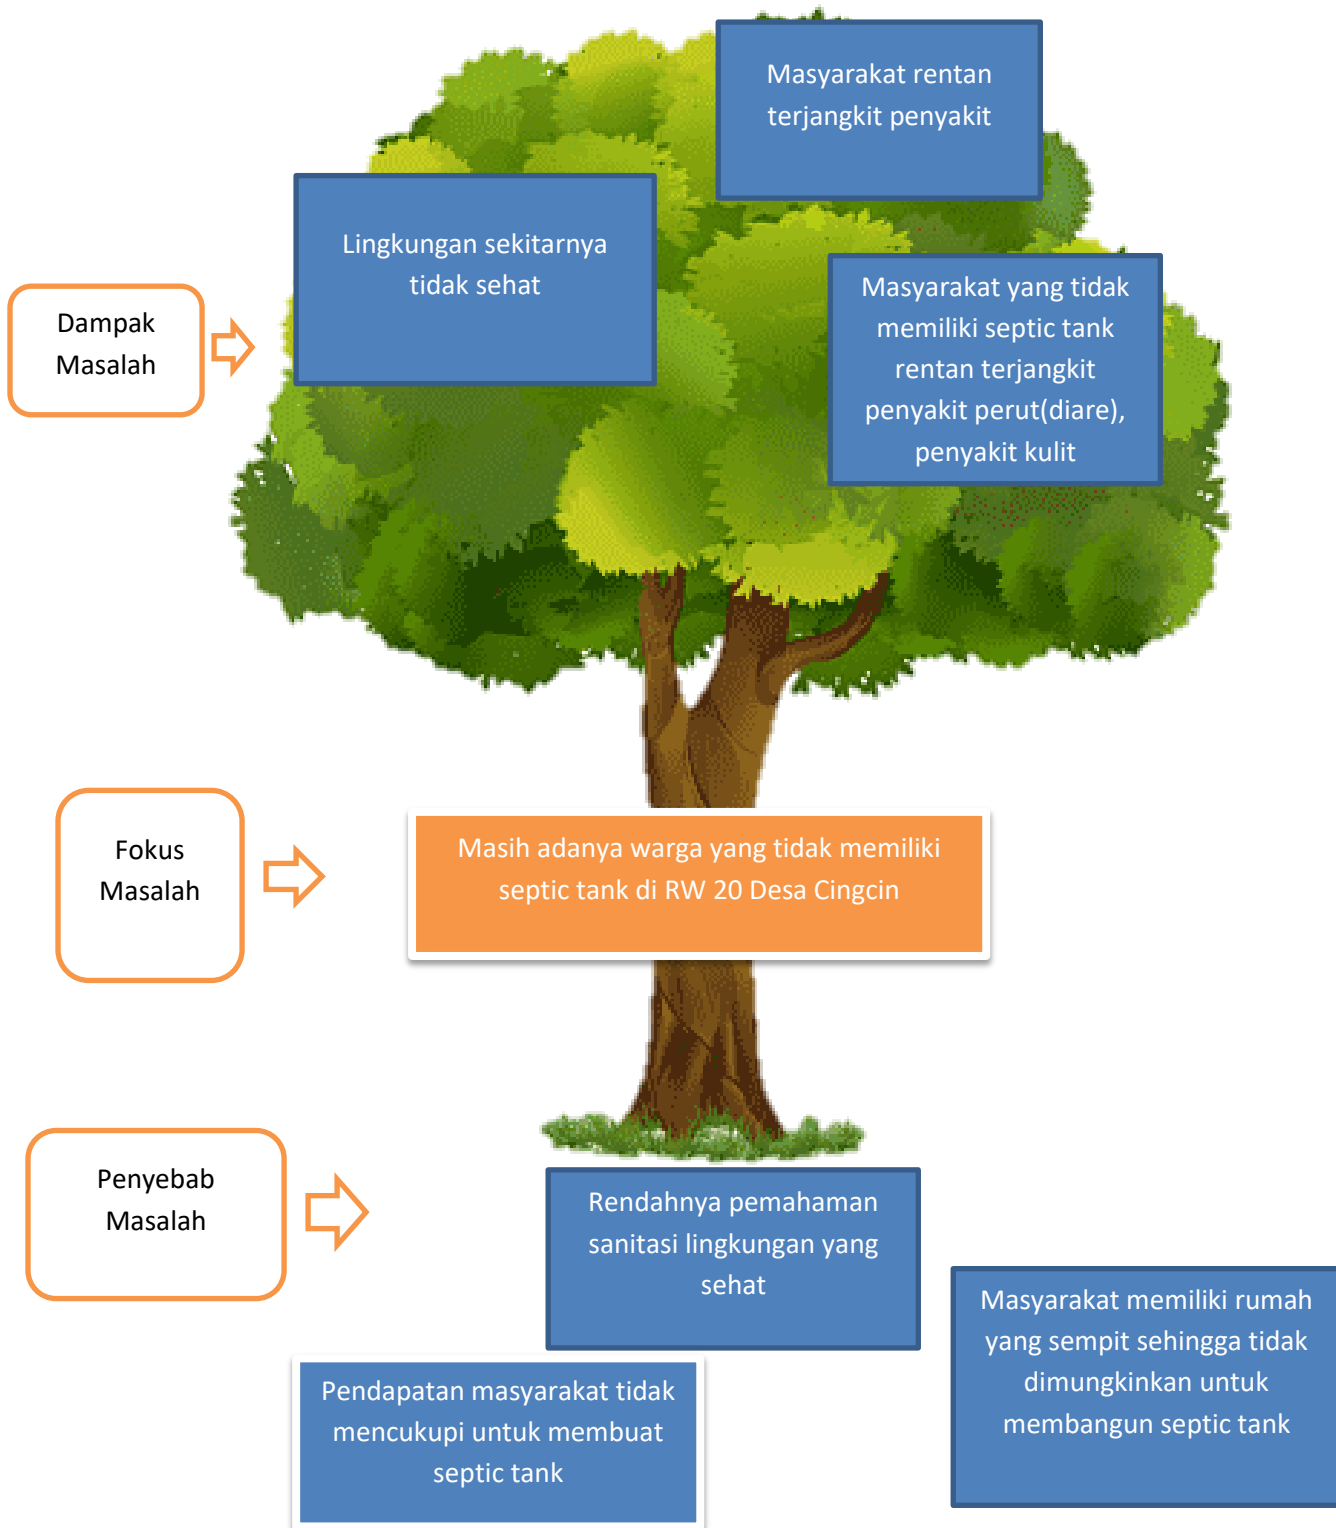 Masyarakat rentan
terjangkit penyakit
Lingkungan sekitarnya
tidak sehat
Masyarakat yang tidak
memiliki septic tank
rentan terjangkit
penyakit perut(diare),
penyakit kulit
Dampak
Masalah
Fokus
Masalah
Masih adanya warga yang tidak memiliki
septic tank di RW 20 Desa Cingcin
Penyebab
Masalah
Rendahnya pemahaman
sanitasi lingkungan yang
sehat
Masyarakat memiliki rumah
yang sempit sehingga tidak
dimungkinkan untuk
membangun septic tank
Pendapatan masyarakat tidak
mencukupi untuk membuat
septic tank